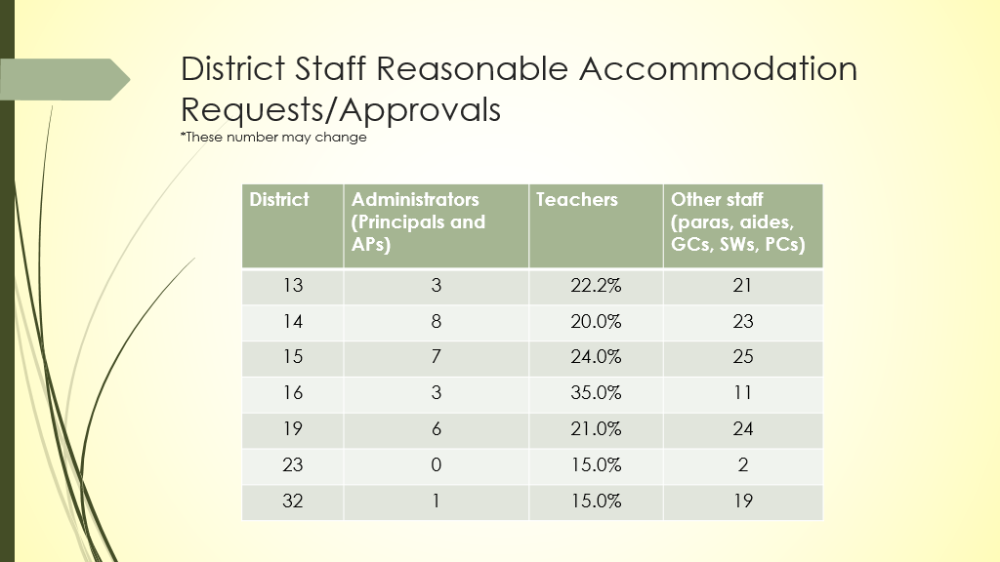 District Staff Reasonable Accommodation
Requests/Approvals
*These number may change
District Administrators (Principals and APs) Teachers Other staff (paras, aides, GCs, SWs, PCs)
13 3 22.2% 21
14 8 20.0% 23
15 7 24.0% 25
16 3 35.0% 11
19 6 21.0% 24
23 0 15.0% 2
32 1 15.0% 19